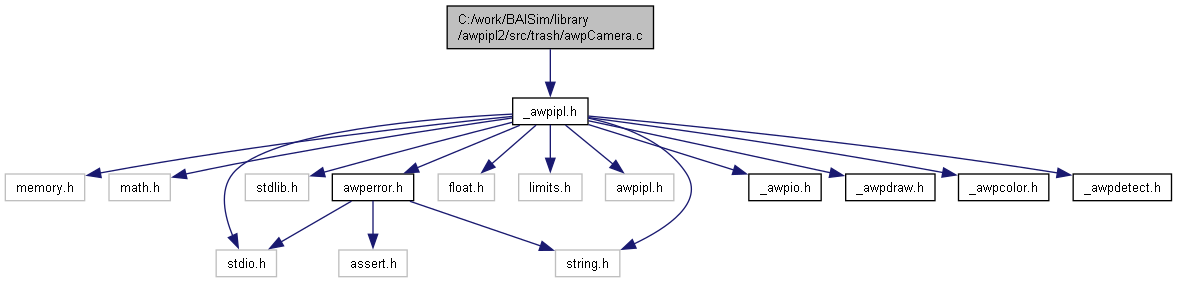 C:/work/BAISim/library
/awpipl2/src/trash/awpCamera.c
_awpipl.h
memory.h
math.h
stdlib.h
awperror.h
float.h
limits.h
awpipl.h
_awpio.h
_awpdraw.h
_awpcolor.h
_awpdetect.h
stdio.h
assert.h
string.h